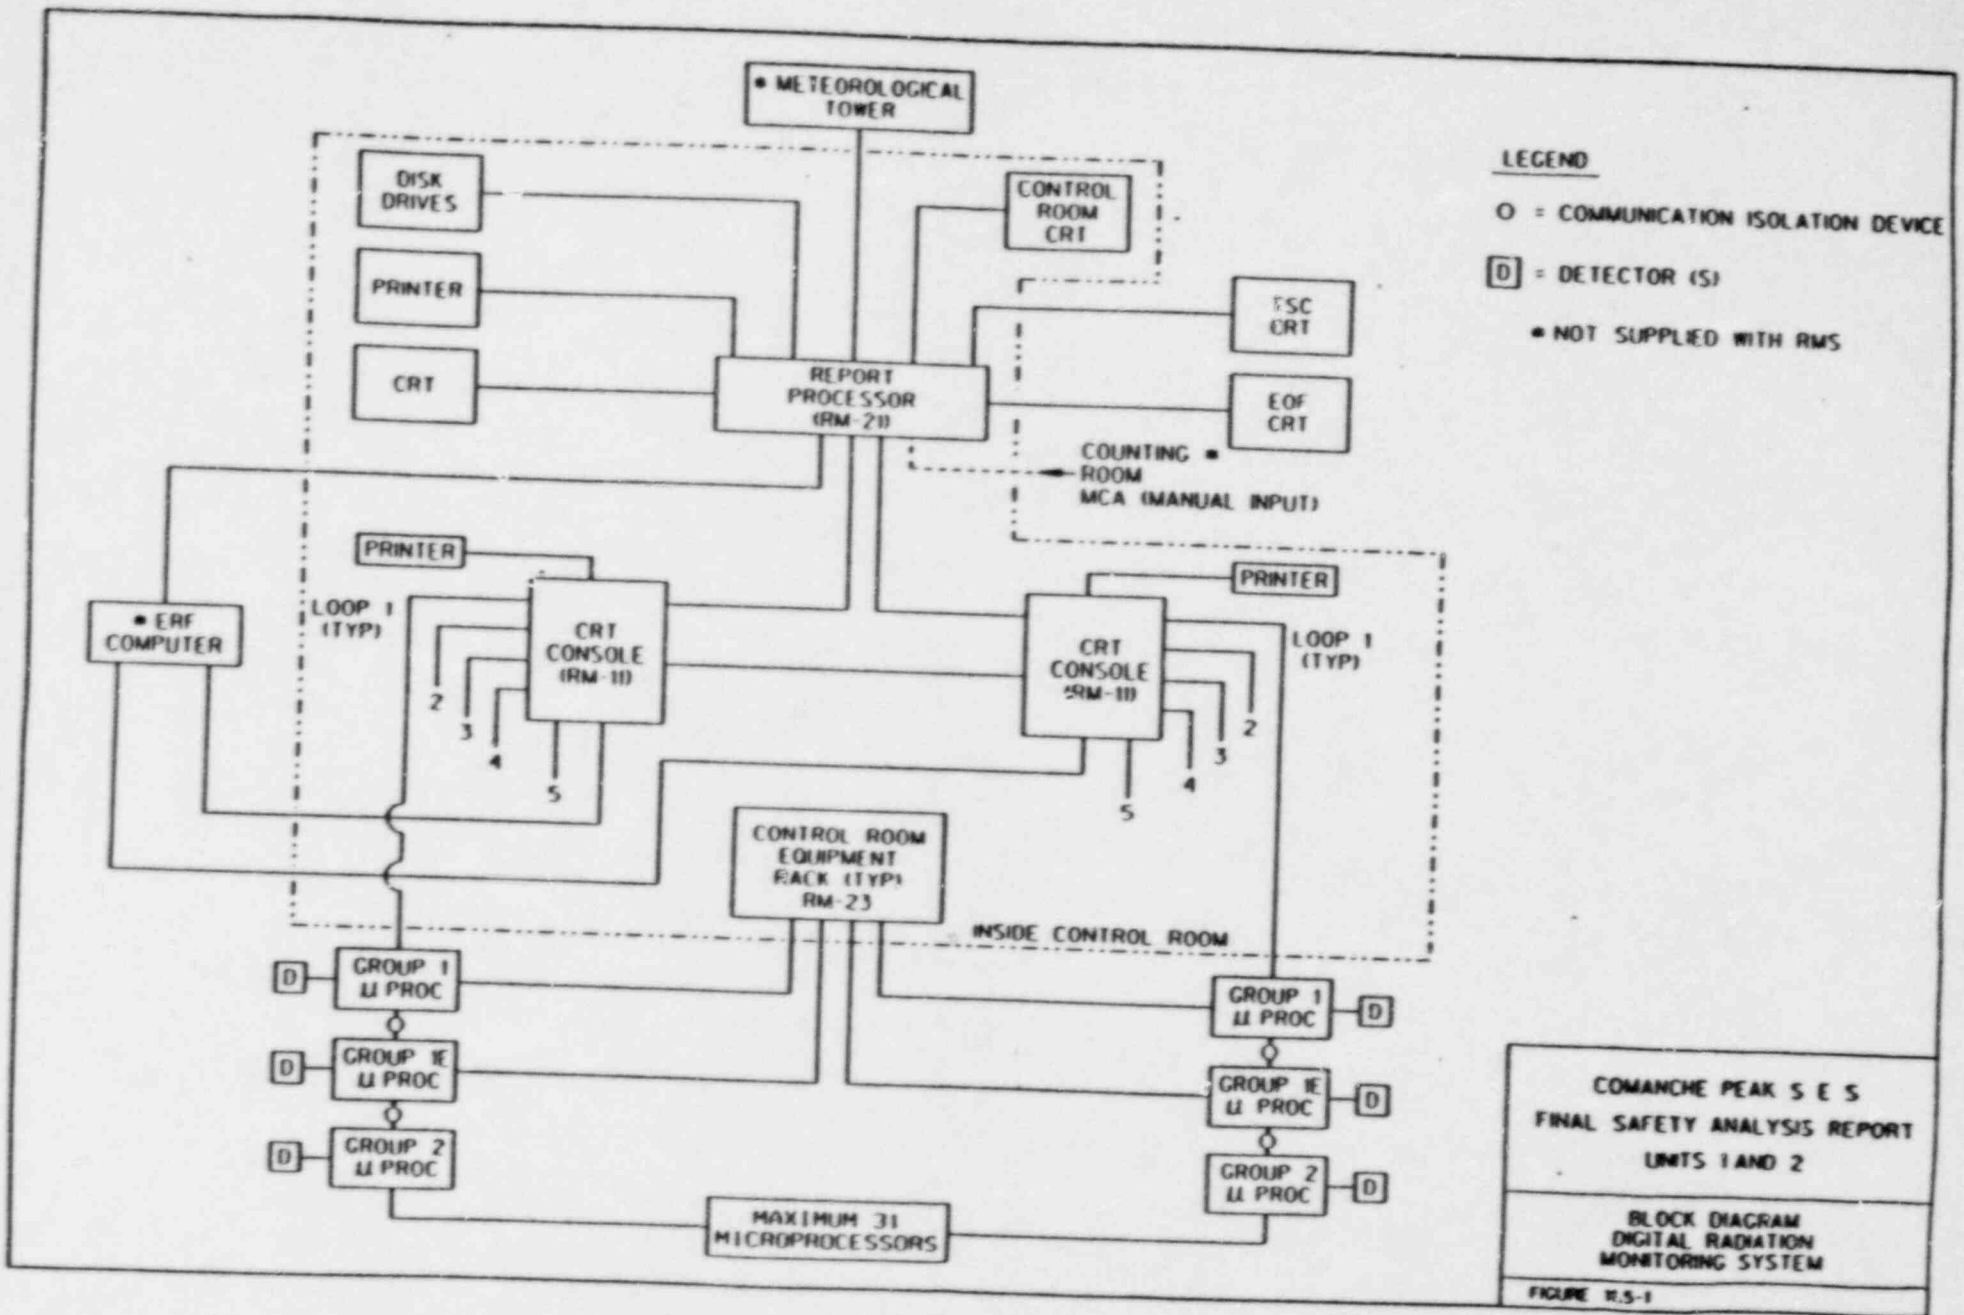 * METEOROLOGICAL
TOWER
DISK
DRIVES
CONTROL
ROOM
CRT
PRINTER
TSC
CRT
CRT
REPORT
PROCESSOR
(RM-21)
EOF
CRT
COUNTING *
ROOM
MCA (MANUAL INPUT)
LEGEND
O = COMMUNICATION ISOLATION DEVICE
D = DETECTOR (S)
* NOT SUPPLIED WITH RMS
PRINTER
PRINTER
* ERF
COMPUTER
LOOP 1
(TYP)
CRT
CONSOLE
(RM-11)
2
3
4
5
CRT
CONSOLE
(RM-11)
LOOP 1
(TYP)
2
3
4
5
CONTROL ROOM
EQUIPMENT
RACK (TYP)
RM-23
INSIDE CONTROL ROOM
D
GROUP 1
μ PROC
D
GROUP 1E
μ PROC
D
GROUP 2
μ PROC
GROUP 1
μ PROC
D
GROUP 1E
μ PROC
D
GROUP 2
μ PROC
D
MAXIMUM 31
MICROPROCESSORS
COMANCHE PEAK S E S
FINAL SAFETY ANALYSIS REPORT
UNITS 1 AND 2
BLOCK DIAGRAM
DIGITAL RADIATION
MONITORING SYSTEM
FIGURE